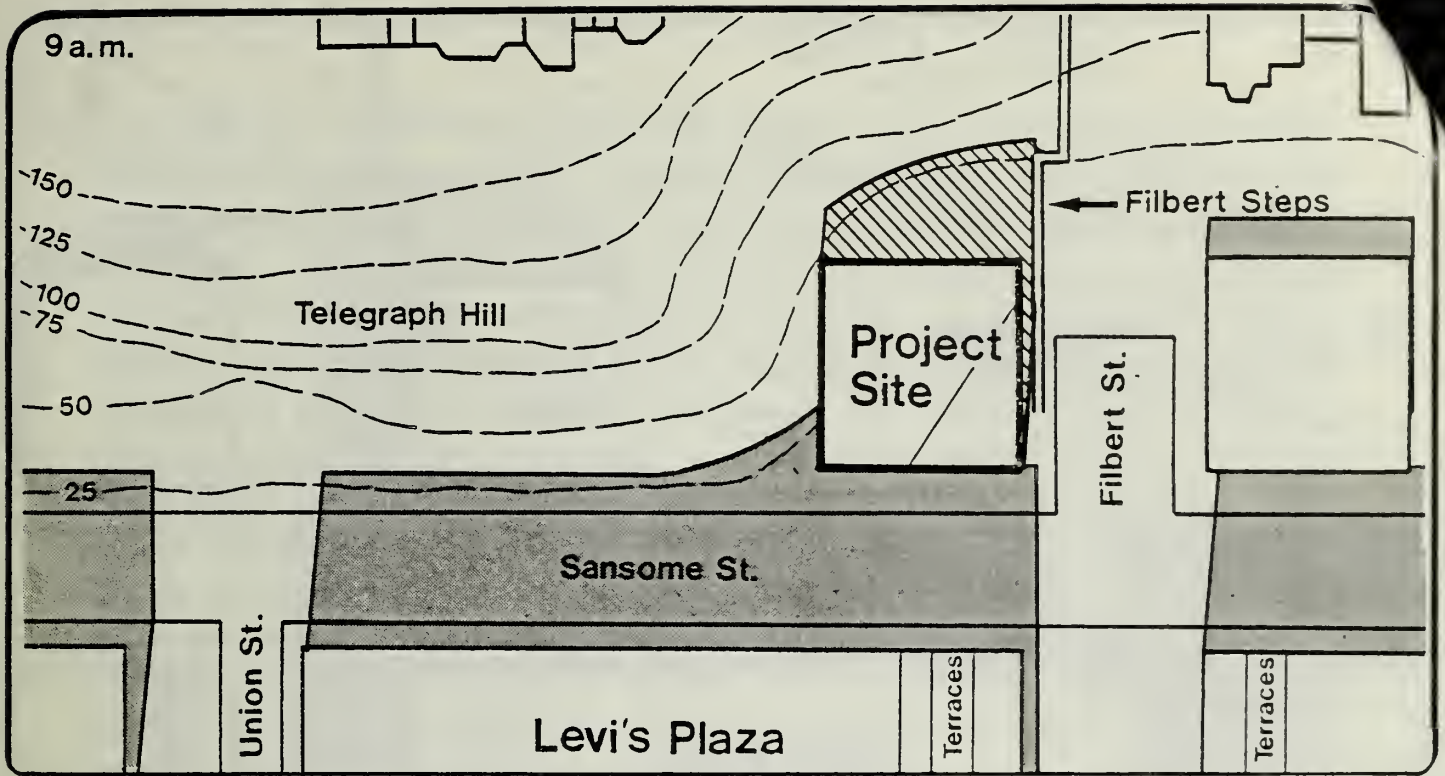 9 a.m.
-150
-125
-100
-75
50
25
Telegraph Hill
Filbert Steps
Project
Site
Filbert St.
Sansome St.
Union St.
Levi's Plaza
Terraces
Terraces